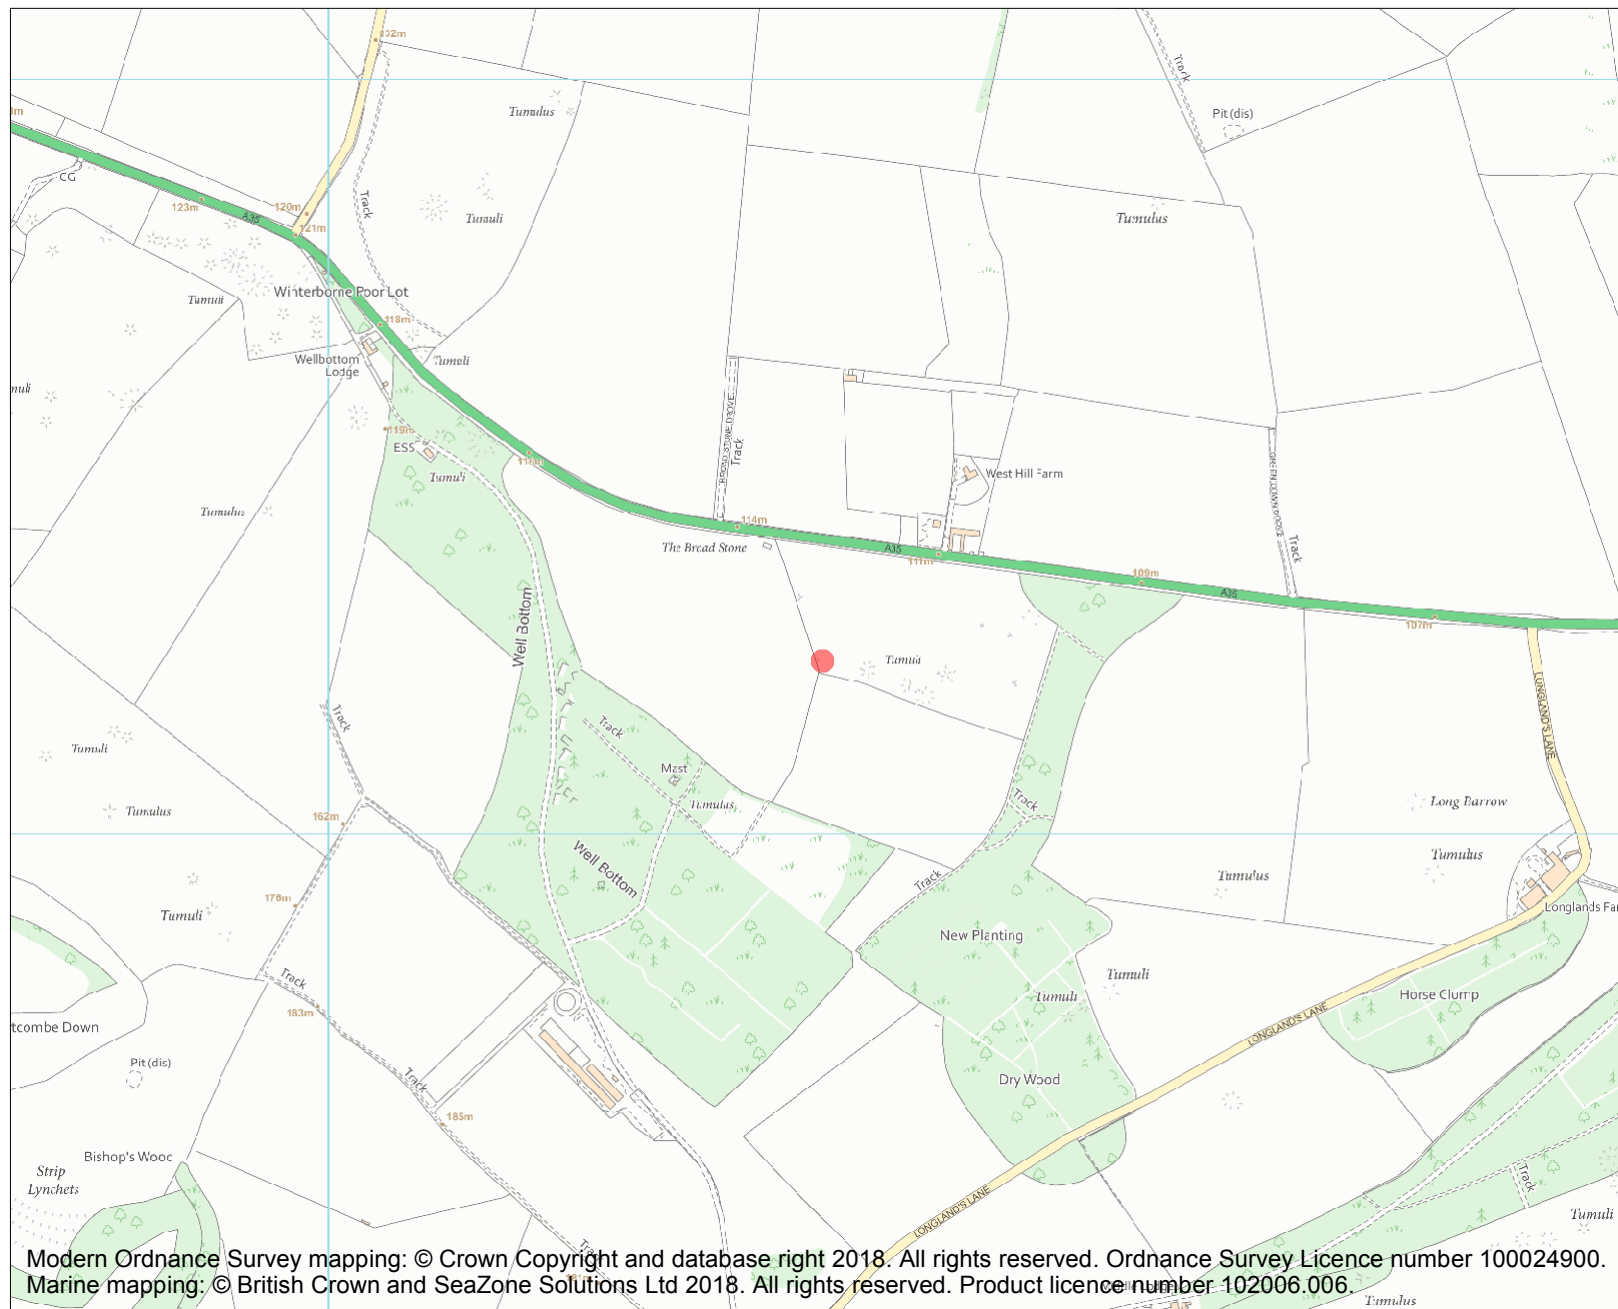 132m
Track
Tumulus
Pit (dis)
CG
123m
A35
120m
121m
Track
Tumuli
Tumulus
Tumuli
Winterborne Poor Lot
118m
Wellbottom
Lodge
Tumuli
119m
ESS
Tumuli
Track
West Hill Farm
Tumulus
114m
The Broad Stone
A35
111m
109m
A35
107m
Track
Well Bottom
Tumuli
LONGLAND'S LANE
Track
Track
Tumuli
Mast
Tumulus
Tumulus
162m
Track
Long Barrow
Tumulus
Well Bottom
Track
Tumulus
176m
Tumuli
New Planting
Longlands Fa
Tumuli
Track
Tumuli
Horse Clump
183m
LONGLAND'S LANE
tcombe Down
Pit (dis)
Track
Dry Wood
185m
Bishop's Wood
Strip
Lynchets
LONGLAND'S LANE
Track
Tumuli
Modern Ordnance Survey mapping: © Crown Copyright and database right 2018. All rights reserved. Ordnance Survey Licence number 100024900.
Marine mapping: © British Crown and SeaZone Solutions Ltd 2018. All rights reserved. Product licence number 102006.006.
Tumulus